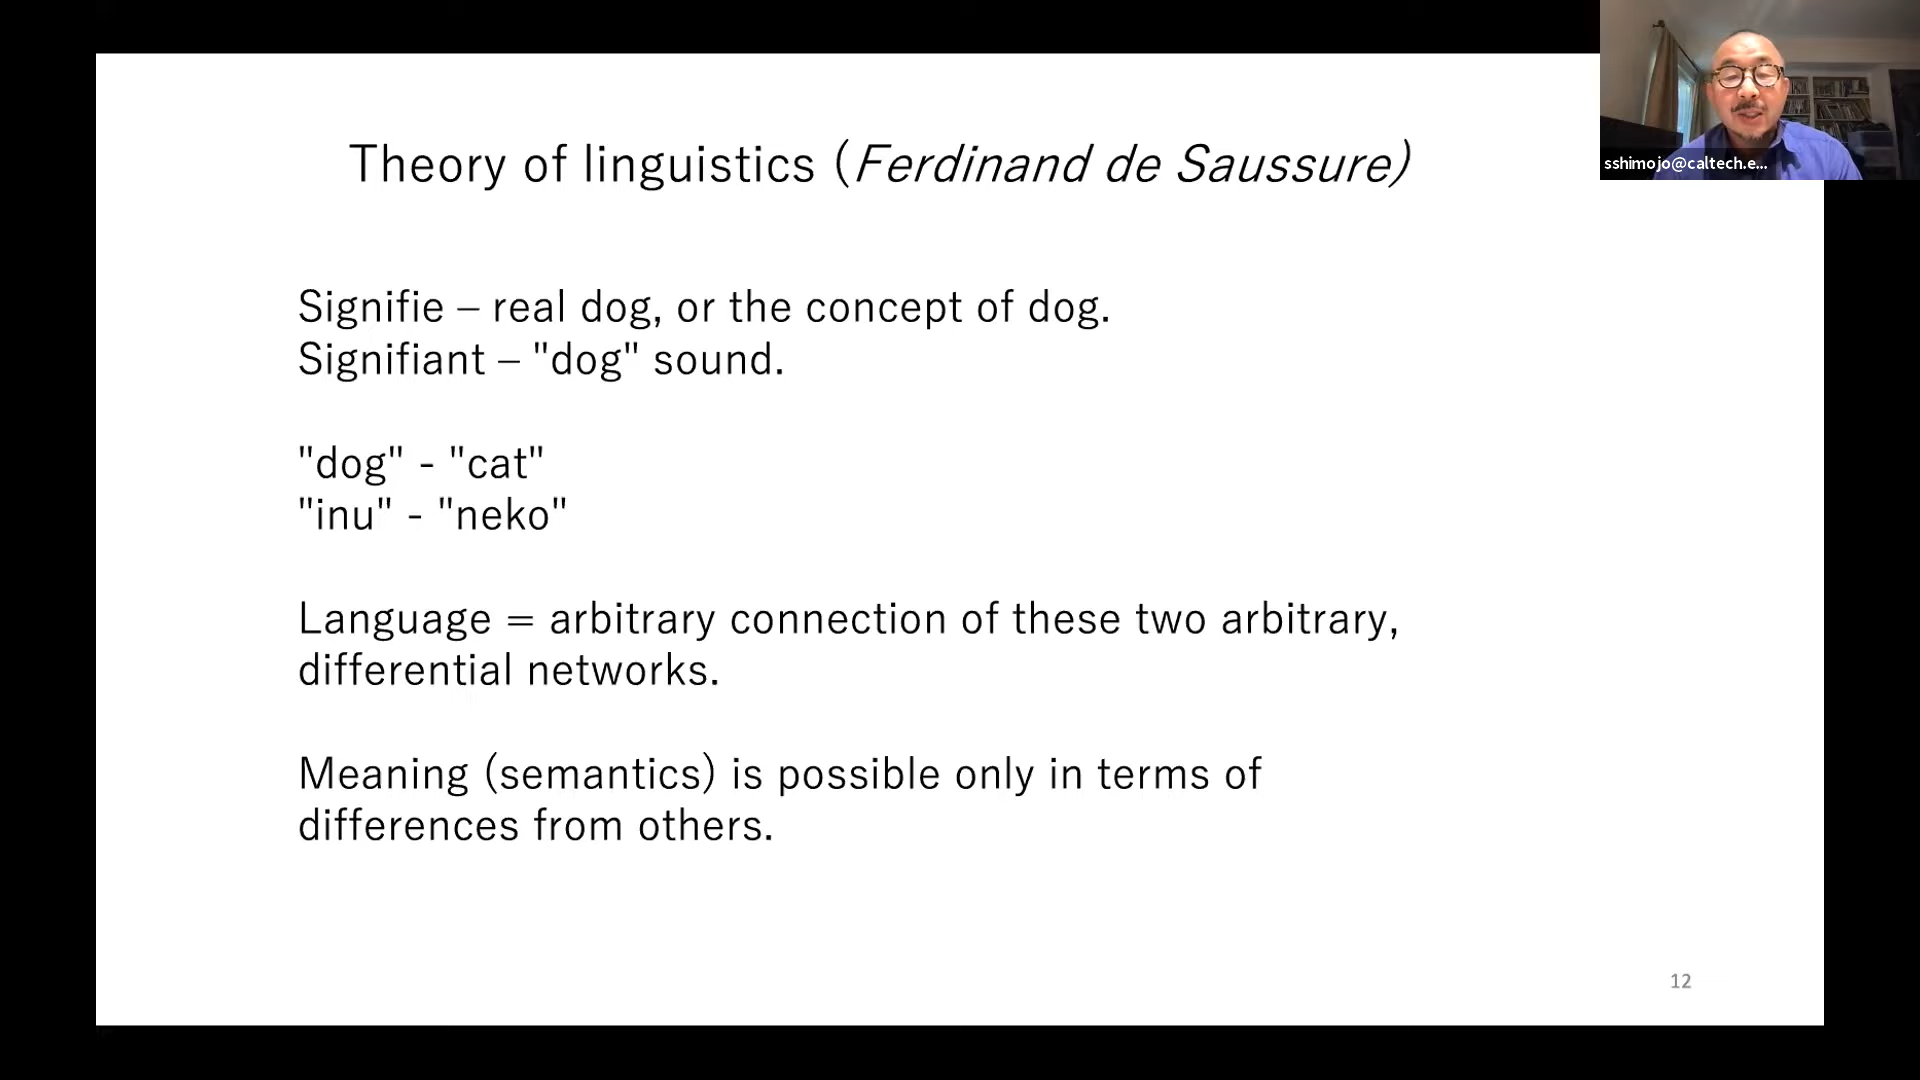 sshimojo@caltech.e...
Theory of linguistics (Ferdinand de Saussure)
Signifie – real dog, or the concept of dog.
Signifiant – "dog" sound.
"dog" - "cat"
"inu" - "neko"
Language = arbitrary connection of these two arbitrary,
differential networks.
Meaning (semantics) is possible only in terms of
differences from others.
12